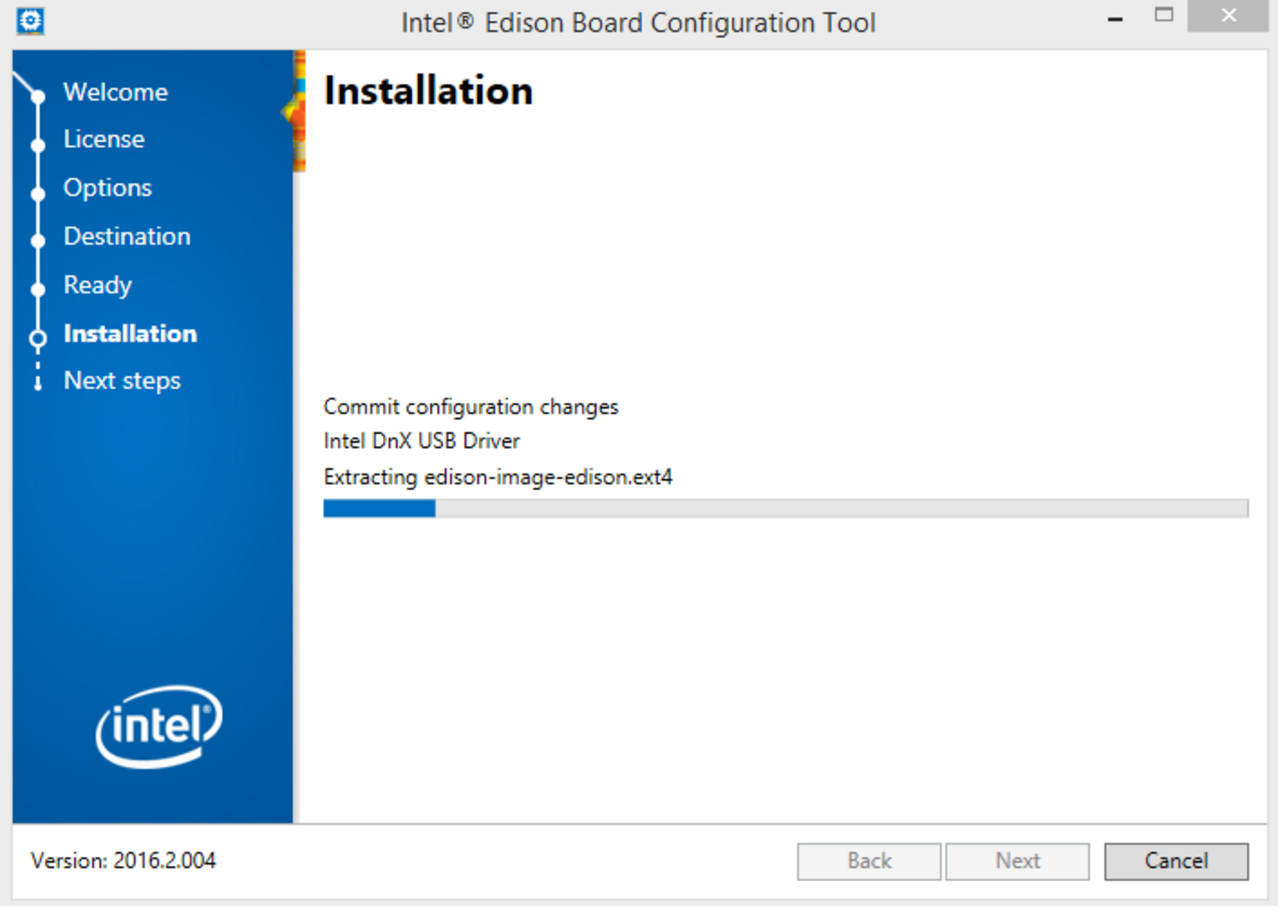 Intel® Edison Board Configuration Tool
Welcome
License
Options
Destination
Ready
Installation
Next steps
intel®
Installation
Commit configuration changes
Intel DnX USB Driver
Extracting edison-image-edison.ext4
Version: 2016.2.004
Back
Next
Cancel